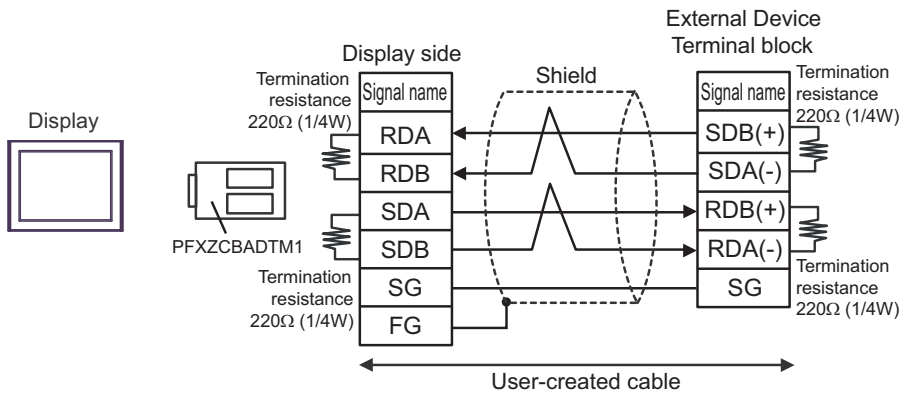 External Device
Terminal block
Display side
Termination
resistance
220Ω (1/4W)
Signal name
Shield
Signal name
Termination
resistance
220Ω (1/4W)
Display
RDA
SDB(+)
RDB
SDA(-)
SDA
RDB(+)
PFXZCBADTM1
SDB
RDA(-)
Termination
resistance
220Ω (1/4W)
SG
SG
Termination
resistance
220Ω (1/4W)
FG
User-created cable